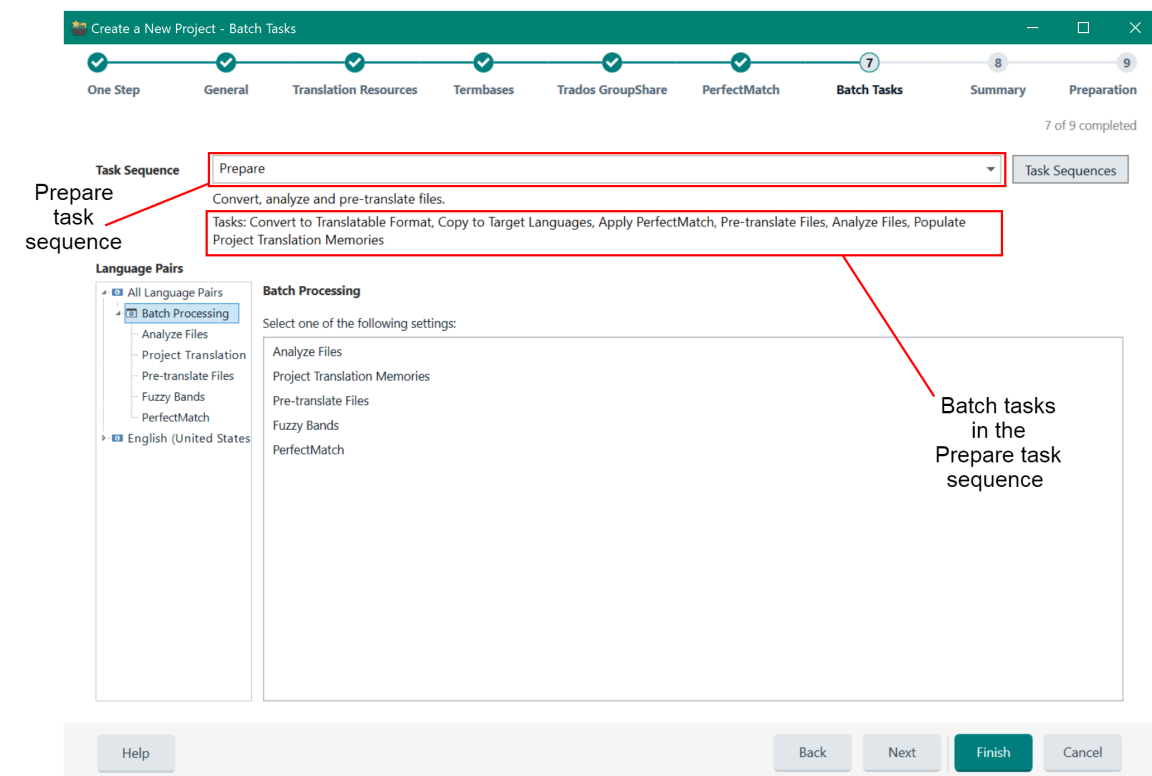 Create a New Project - Batch Tasks
7
8
9
One Step
General
Translation Resources
Termbases
Trados GroupShare
PerfectMatch
Batch Tasks
Summary
Preparation
7 of 9 completed
Task Sequence
Prepare
Task Sequences
Prepare
task
sequence
Convert, analyze and pre-translate files.
Tasks: Convert to Translatable Format, Copy to Target Languages, Apply PerfectMatch, Pre-translate Files, Analyze Files, Populate
Project Translation Memories
Language Pairs
All Language Pairs
Batch Processing
Analyze Files
Project Translation
Pre-translate Files
Fuzzy Bands
PerfectMatch
English (United States
Batch Processing
Select one of the following settings:
Analyze Files
Project Translation Memories
Pre-translate Files
Fuzzy Bands
PerfectMatch
Batch tasks
in the
Prepare task
sequence
Help
Back
Next
Finish
Cancel